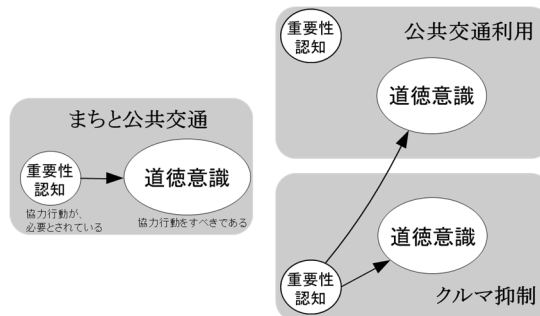 まちと公共交通
重要性
認知
道徳意識
協力行動が、
必要とされている
協力行動をすべきである
公共交通利用
重要性
認知
道徳意識
道徳意識
重要性
認知
クルマ抑制